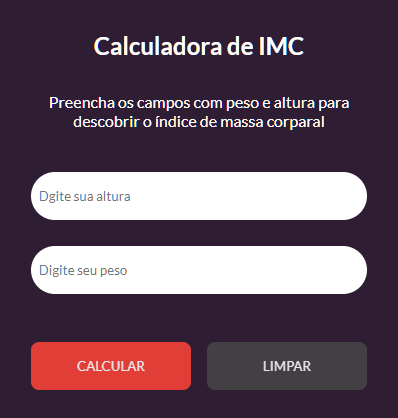 Calculadora de IMC
Preencha os campos com peso e altura para
descobrir o índice de massa corparal
Dgite sua altura
Digite seu peso
CALCULAR
LIMPAR